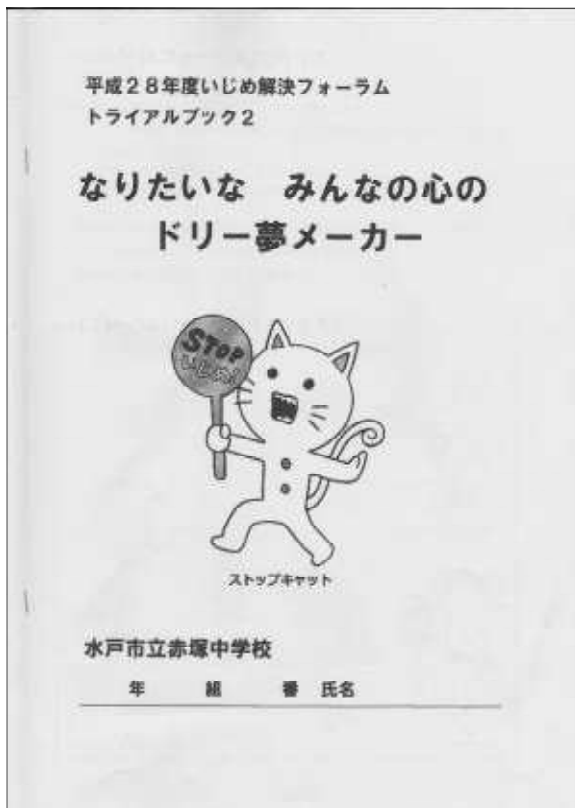 平成28年度いじめ解決フォーラム
トライアルブック2
なりたいな　みんなの心の
ドリー夢メーカー
STOP
いじめ!
ストップキャット
水戸市立赤塚中学校
年　組　番　氏名